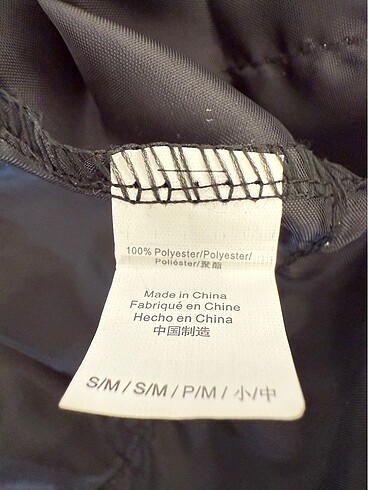 100% Polyester/Polyester/
Poliéster/聚酯
Made in China
Fabriqué en Chine
Hecho en China
中国制造
S/M / S/M / P/M / 小/中